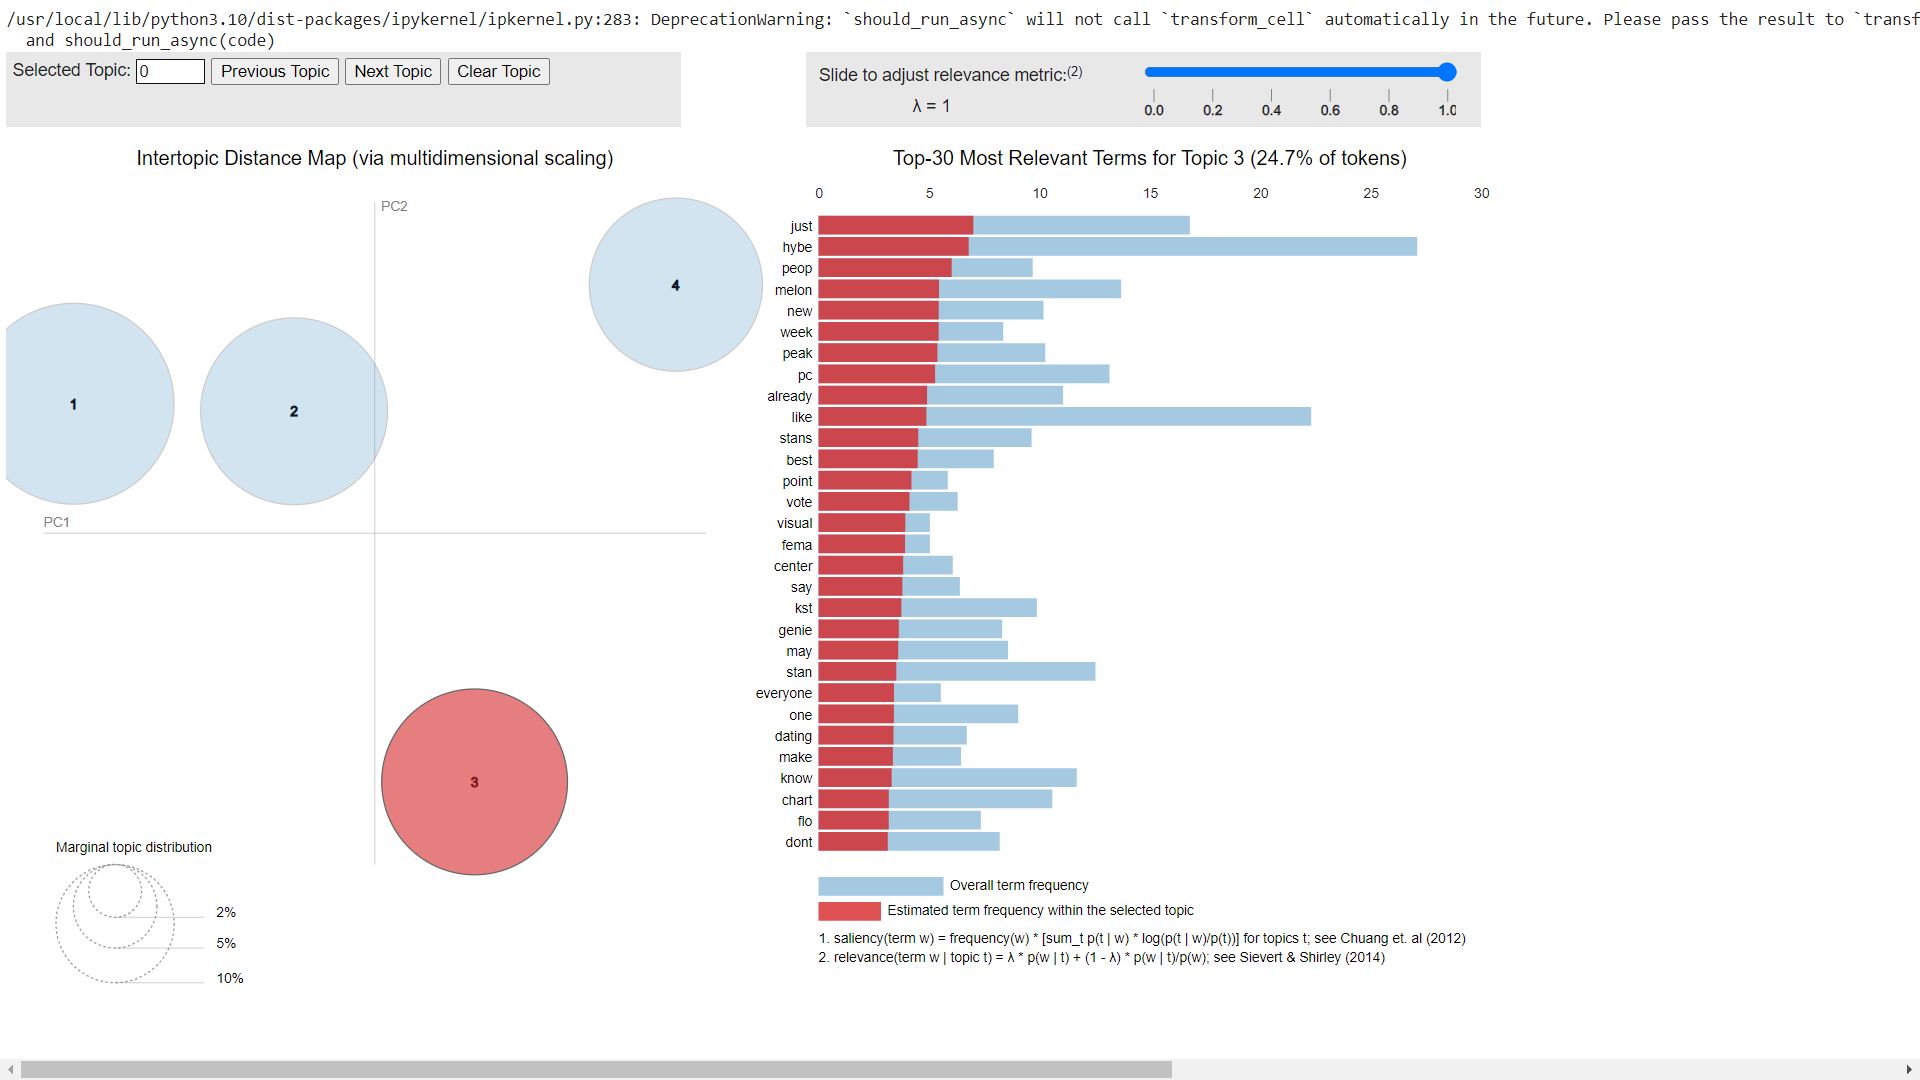 /usr/local/lib/python3.10/dist-packages/ipykernel/ipkernel.py:283: DeprecationWarning: `should_run_async` will not call `transform_cell` automatically in the future. Please pass the result to `transf
and should_run_async(code)
Selected Topic: 0 Previous Topic Next Topic Clear Topic
Slide to adjust relevance metric:(2)
λ = 1
0.0 0.2 0.4 0.6 0.8 1.0
Intertopic Distance Map (via multidimensional scaling)
PC2
4
1
2
PC1
3
Marginal topic distribution
2%
5%
10%
Top-30 Most Relevant Terms for Topic 3 (24.7% of tokens)
0 5 10 15 20 25 30
just
hybe
peop
melon
new
week
peak
pc
already
like
stans
best
point
vote
visual
fema
center
say
kst
genie
may
stan
everyone
one
dating
make
know
chart
flo
dont
Overall term frequency
Estimated term frequency within the selected topic
1. saliency(term w) = frequency(w) * [sum_t p(t | w) * log(p(t | w)/p(t))] for topics t; see Chuang et. al (2012)
2. relevance(term w | topic t) = λ * p(w | t) + (1 - λ) * p(w | t)/p(w); see Sievert & Shirley (2014)